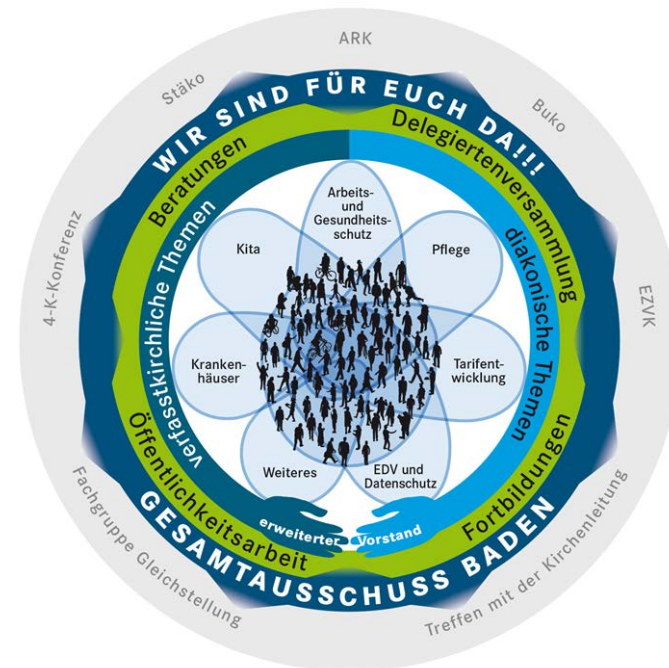 ARK
Stäko
Buko
4-K-Konferenz
EZVK
Fachgruppe Gleichstellung
Treffen mit der Kirchenleitung
WIR SIND FÜR EUCH DA!!!
GESAMTAUSSCHUSS BADEN
Beratungen
Delegiertenversammlung
Öffentlichkeitsarbeit
Fortbildungen
verfasstkirchliche Themen
diakonische Themen
erweiterter Vorstand
Arbeits-
und
Gesundheits-
schutz
Kita
Pflege
Kranken-
häuser
Tarifent-
wicklung
Weiteres
EDV und
Datenschutz